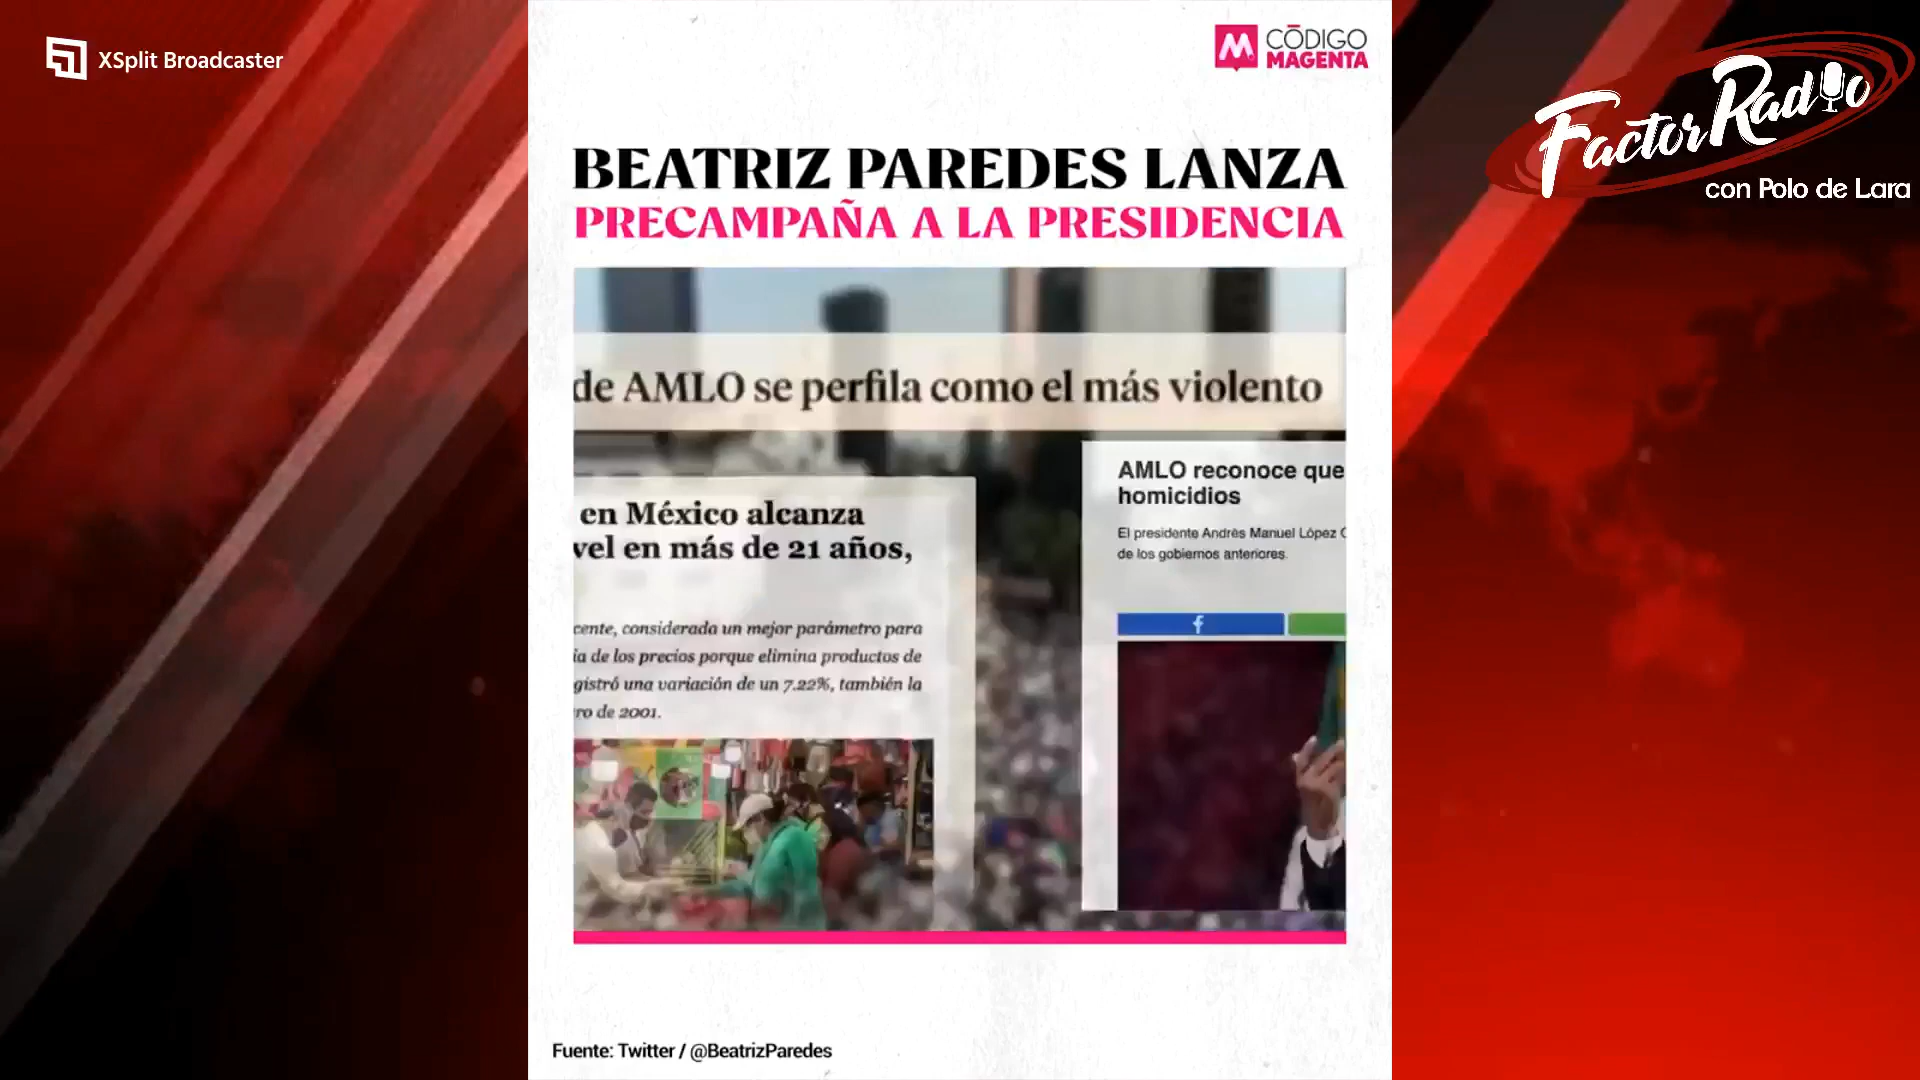 XSplit Broadcaster
CÓDIGO
MAGENTA
Factor Radio
con Polo de Lara
BEATRIZ PAREDES LANZA
PRECAMPAÑA A LA PRESIDENCIA
de AMLO se perfila como el más violento
en México alcanza
vel en más de 21 años,
cente, considerada un mejor parámetro para
ia de los precios porque elimina productos de
gistró una variación de un 7.22%, también la
ro de 2001.
AMLO reconoce que
homicidios
El presidente Andrés Manuel López
de los gobiernos anteriores.
f
Fuente: Twitter / @BeatrizParedes